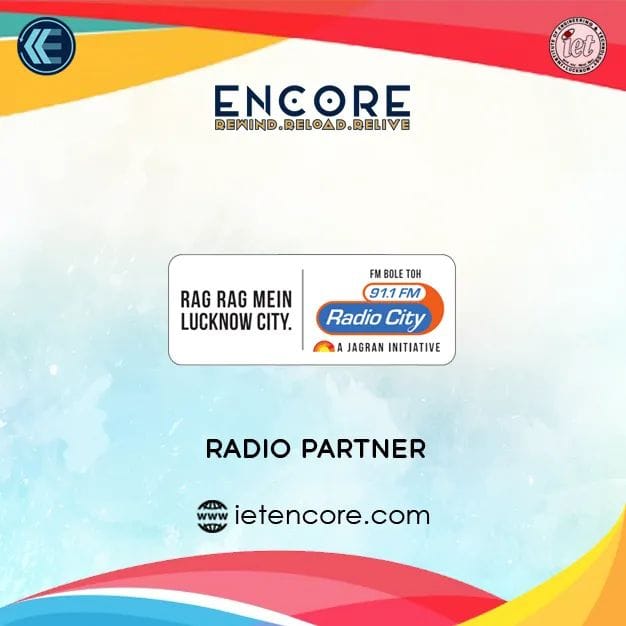 iet
ENCORE
REWIND.RELOAD.RELIVE
RAG RAG MEIN
LUCKNOW CITY.
FM BOLE TOH
91.1 FM
Radio City
A JAGRAN INITIATIVE
RADIO PARTNER
www ietencore.com